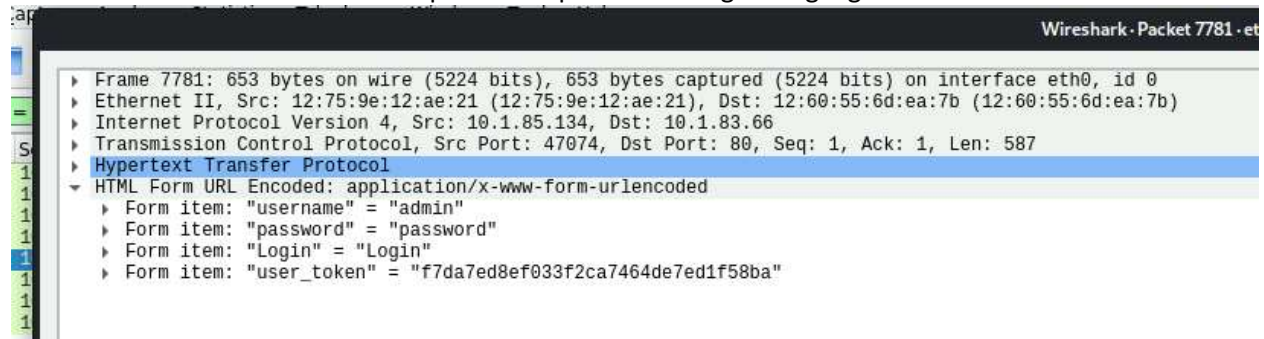 Wireshark · Packet 7781 · et
Frame 7781: 653 bytes on wire (5224 bits), 653 bytes captured (5224 bits) on interface eth0, id 0
Ethernet II, Src: 12:75:9e:12:ae:21 (12:75:9e:12:ae:21), Dst: 12:60:55:6d:ea:7b (12:60:55:6d:ea:7b)
Internet Protocol Version 4, Src: 10.1.85.134, Dst: 10.1.83.66
Transmission Control Protocol, Src Port: 47074, Dst Port: 80, Seq: 1, Ack: 1, Len: 587
Hypertext Transfer Protocol
HTML Form URL Encoded: application/x-www-form-urlencoded
Form item: "username" = "admin"
Form item: "password" = "password"
Form item: "Login" = "Login"
Form item: "user_token" = "f7da7ed8ef033f2ca7464de7ed1f58ba"